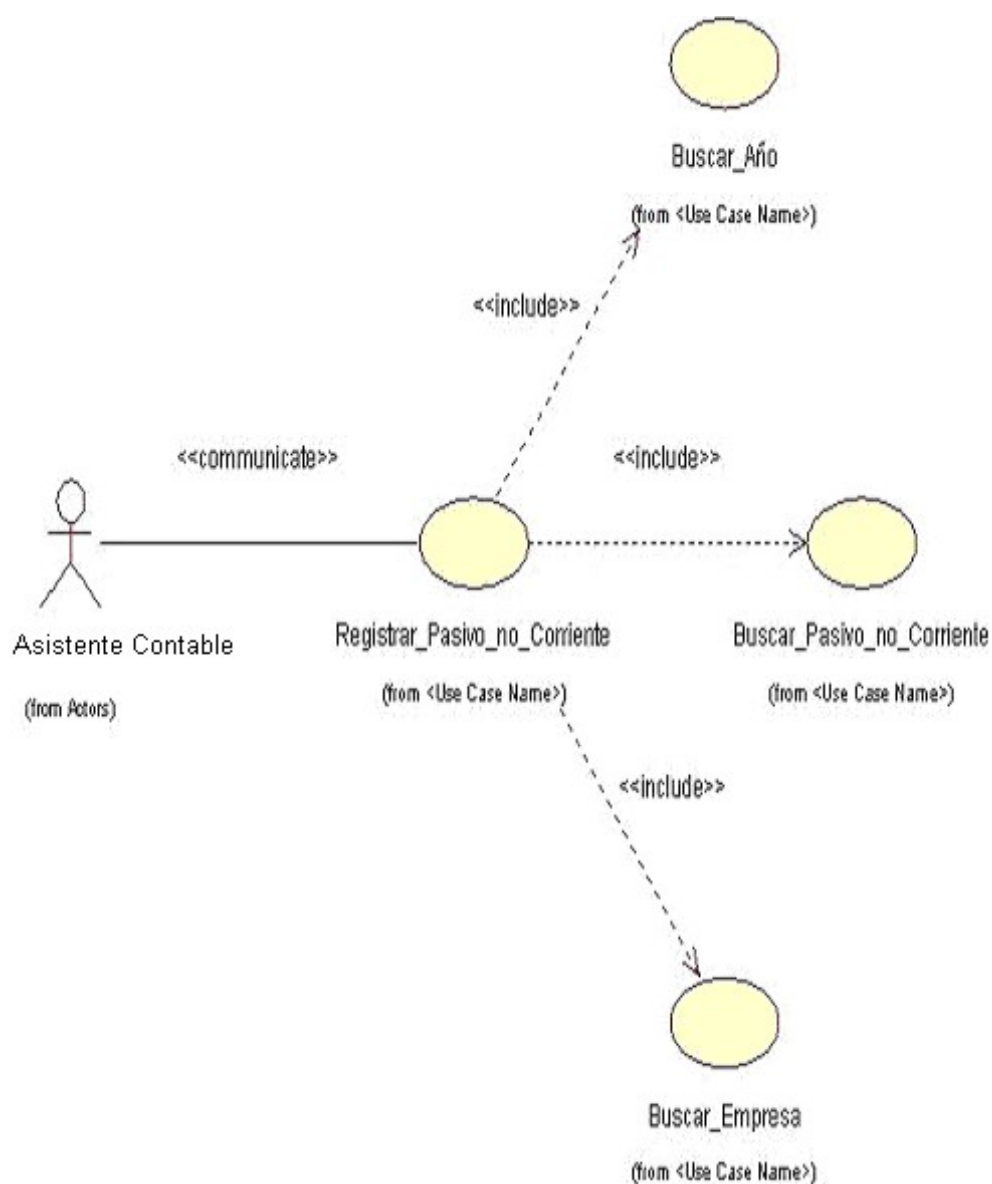 Buscar_Año
(from <Use Case Name>)
<<include>>
<<communicate>>
<<include>>
Asistente Contable
(from Actors)
Registrar_Pasivo_no_Corriente
(from <Use Case Name>)
Buscar_Pasivo_no_Corriente
(from <Use Case Name>)
<<include>>
Buscar_Empresa
(from <Use Case Name>)